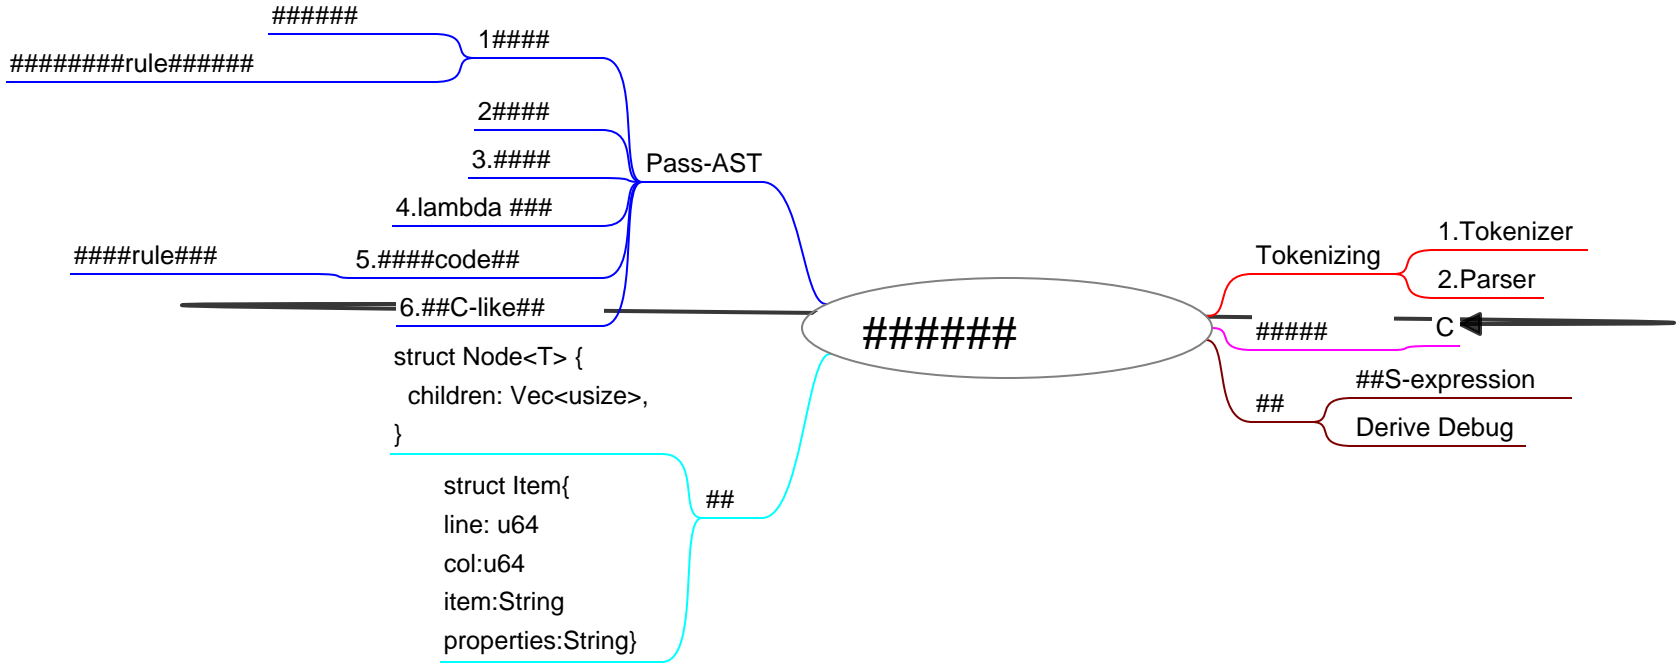 ######
1####
########rule######
2####
3.####
Pass-AST
4.lambda ###
5.####code##
####rule###
6.##C-like##
struct Node<T> {
children: Vec<usize>,
}
struct Item{
line: u64
col:u64
item:String
properties:String}
##
######
Tokenizing
1.Tokenizer
2.Parser
#####
C
##
##S-expression
Derive Debug